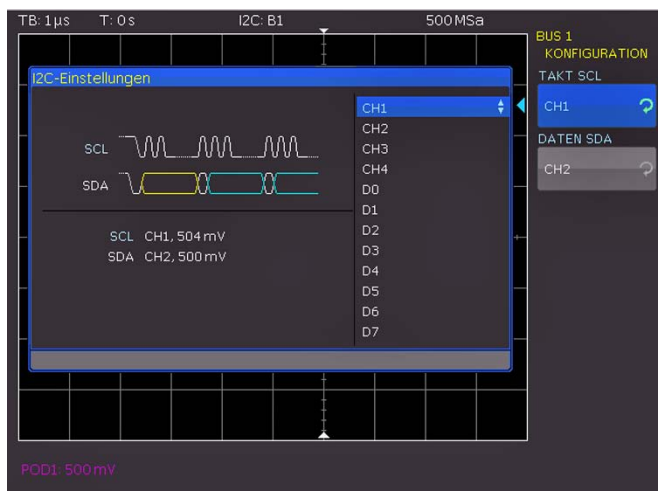 TB: 1µs T: 0 s I2C: B1 500 MSa
BUS 1
KONFIGURATION
TAKT SCL
CH1
DATEN SDA
CH2
I2C-Einstellungen
SCL
SDA
SCL CH1, 504 mV
SDA CH2, 500 mV
CH1
CH2
CH3
CH4
D0
D1
D2
D3
D4
D5
D6
D7
POD1: 500 mV